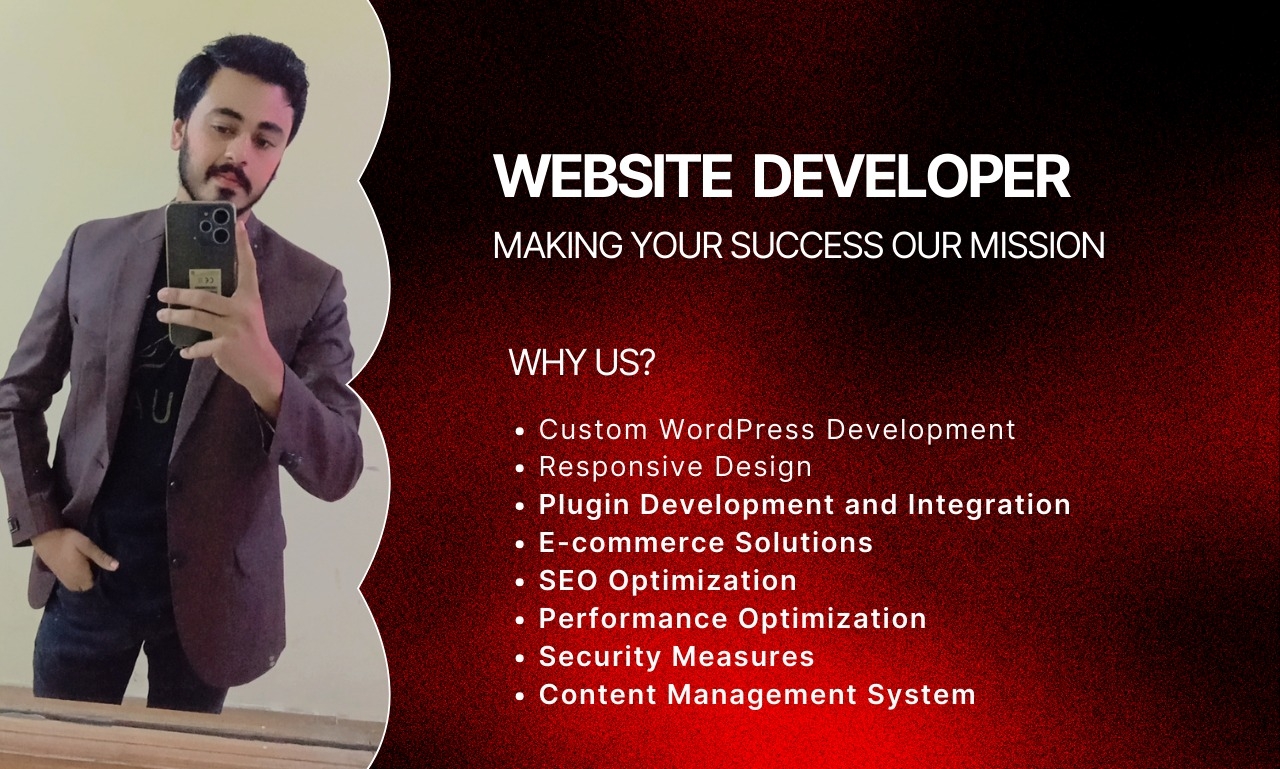 WEBSITE DEVELOPER
MAKING YOUR SUCCESS OUR MISSION
WHY US?
• Custom WordPress Development
• Responsive Design
• Plugin Development and Integration
• E-commerce Solutions
• SEO Optimization
• Performance Optimization
• Security Measures
• Content Management System